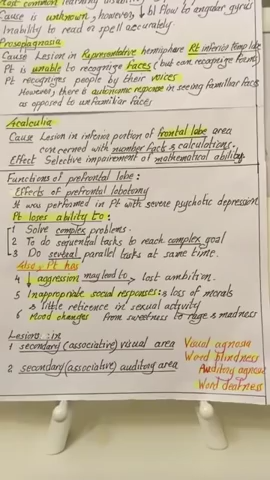 Most common learning disability
Cause is unknown, however, ↓ bl flow to angular gyrus
Inability to read or spell accurately.
Prosopagnosia
Cause Lesion in Representative hemisphere Rt inferior temp lobe
Pt is unable to recognize faces (but can recognize form)
Pt recognizes people by their voices
However, there is autonomic response in seeing familiar faces
as opposed to unfamiliar faces
Acalculia
Cause Lesion in inferior portion of frontal lobe area
concerned with number facts & calculations.
Effect Selective impairment of mathematical ability
Functions of prefrontal lobe:
Effects of prefrontal lobotomy
It was performed in Pt with severe psychotic depression
Pt loses ability to:
1 Solve complex problems.
2 To do sequential tasks to reach complex goal
3 Do several parallel tasks at same time.
Also, Pt has
4 ↓ aggression may lead to → lost ambition.
5 Inappropriate social responses: loss of morals
& little reticence in sexual activity
6 Mood changes from sweetness to rage & madness
Lesions in
1 secondary (associative) visual area Visual agnosia
Word blindness
2 secondary (associative) auditory area Auditory agnosia
Word deafness